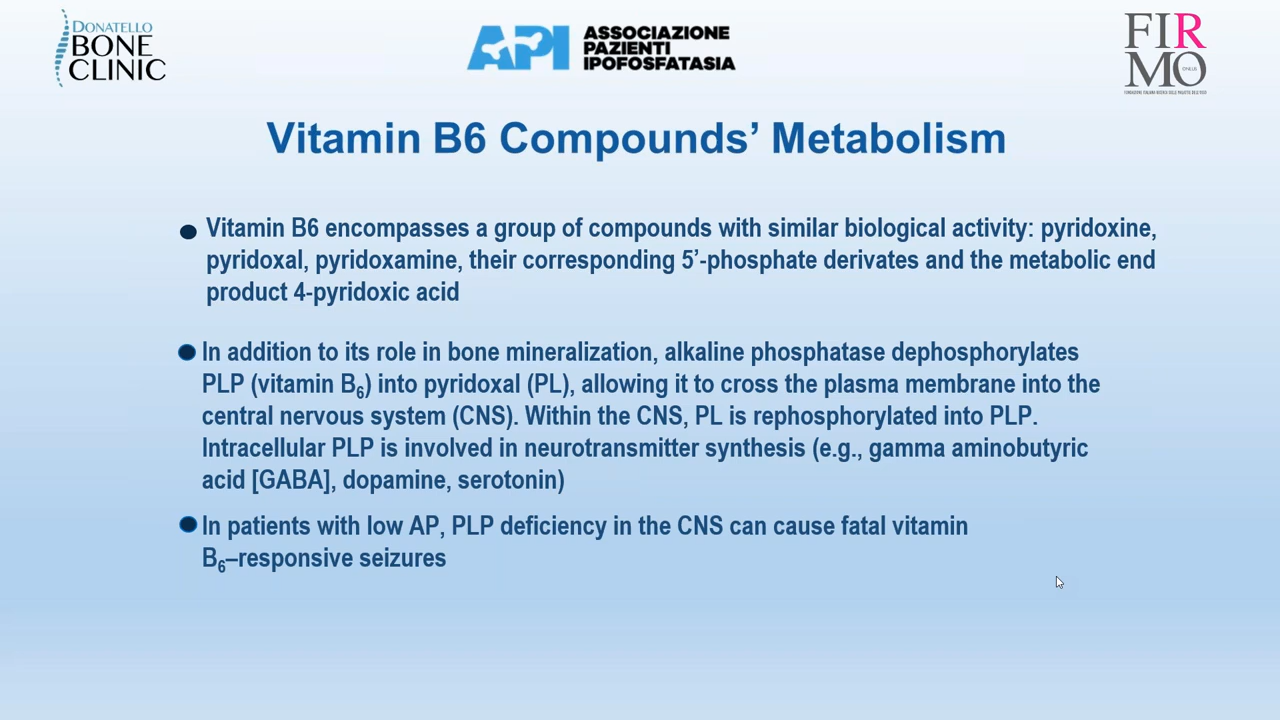 DONATELLO
BONE
CLINIC
API
ASSOCIAZIONE
PAZIENTI
IPOFOSFATASIA
FIR
MO
Vitamin B6 Compounds’ Metabolism
● Vitamin B6 encompasses a group of compounds with similar biological activity: pyridoxine,
pyridoxal, pyridoxamine, their corresponding 5’-phosphate derivates and the metabolic end
product 4-pyridoxic acid
● In addition to its role in bone mineralization, alkaline phosphatase dephosphorylates
PLP (vitamin B₆) into pyridoxal (PL), allowing it to cross the plasma membrane into the
central nervous system (CNS). Within the CNS, PL is rephosphorylated into PLP.
Intracellular PLP is involved in neurotransmitter synthesis (e.g., gamma aminobutyric
acid [GABA], dopamine, serotonin)
● In patients with low AP, PLP deficiency in the CNS can cause fatal vitamin
B₆–responsive seizures